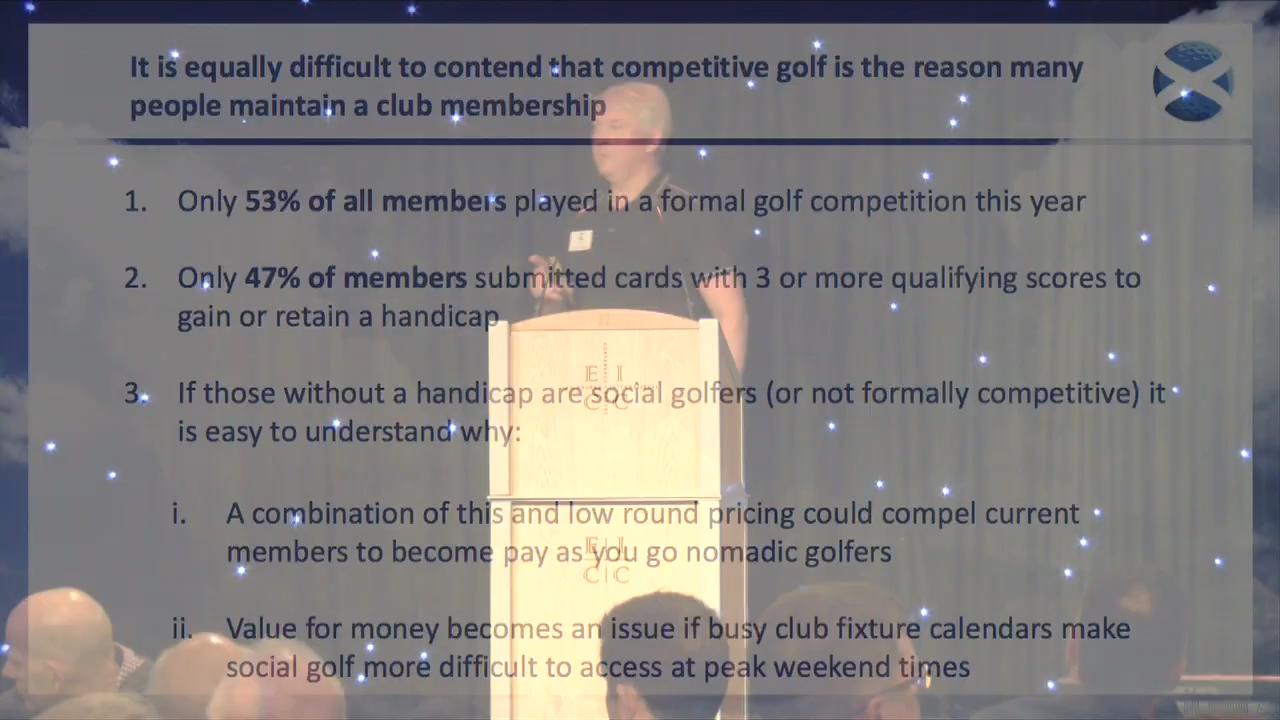 It is equally difficult to contend that competitive golf is the reason many
people maintain a club membership
1. Only 53% of all members played in a formal golf competition this year
2. Only 47% of members submitted cards with 3 or more qualifying scores to
gain or retain a handicap
3. If those without a handicap are social golfers (or not formally competitive) it
is easy to understand why:
i. A combination of this and low round pricing could compel current
members to become pay as you go nomadic golfers
ii. Value for money becomes an issue if busy club fixture calendars make
social golf more difficult to access at peak weekend times
E I
C C
E I
C C